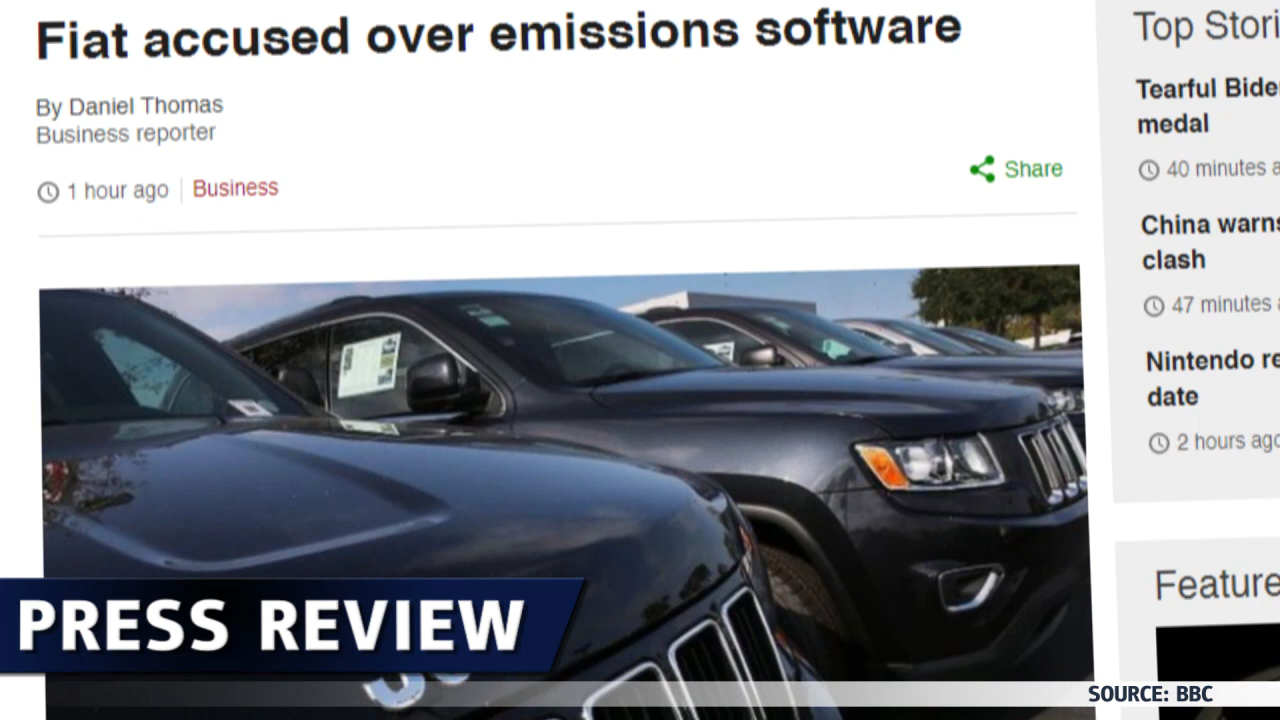 Fiat accused over emissions software
By Daniel Thomas
Business reporter
1 hour ago
Business
Share
Top Stori
Tearful Bide
medal
40 minutes a
China warns
clash
47 minutes a
Nintendo re
date
2 hours ago
Feature
PRESS REVIEW
SOURCE: BBC